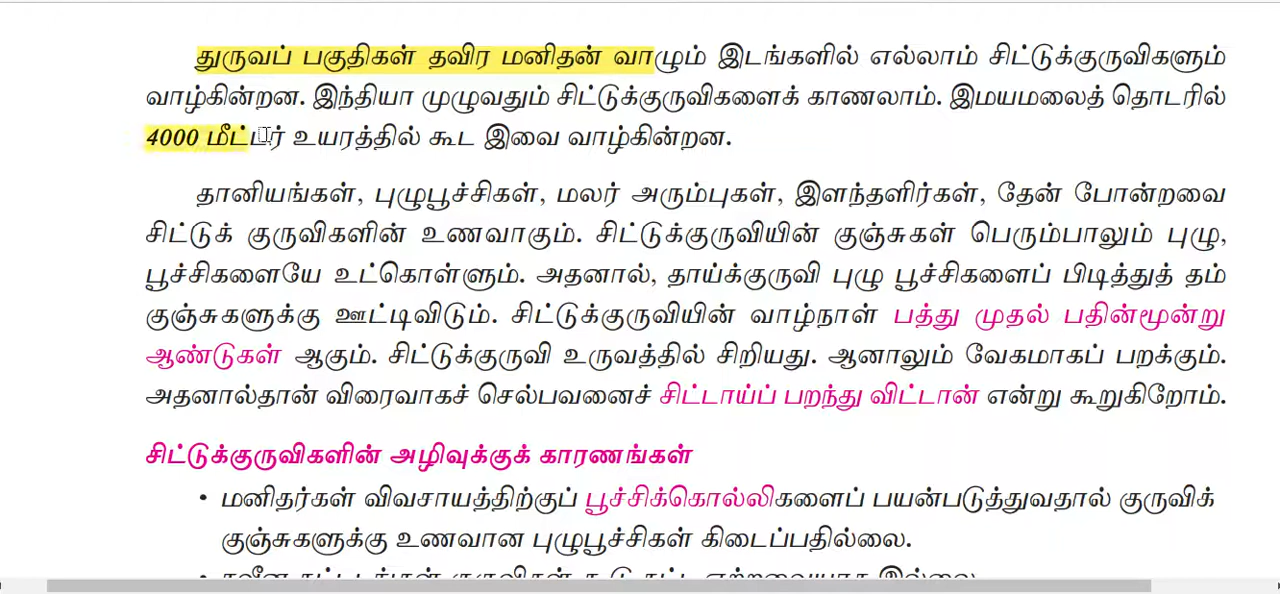 துருவப் பகுதிகள் தவிர மனிதன் வாழும் இடங்களில் எல்லாம் சிட்டுக்குருவிகளும்
வாழ்கின்றன. இந்தியா முழுவதும் சிட்டுக்குருவிகளைக் காணலாம். இமயமலைத் தொடரில்
4000 மீட்டர் உயரத்தில் கூட இவை வாழ்கின்றன.
தானியங்கள், புழுபூச்சிகள், மலர் அரும்புகள், இளந்தளிர்கள், தேன் போன்றவை
சிட்டுக் குருவிகளின் உணவாகும். சிட்டுக்குருவியின் குஞ்சுகள் பெரும்பாலும் புழு,
பூச்சிகளையே உட்கொள்ளும். அதனால், தாய்க்குருவி புழு பூச்சிகளைப் பிடித்துத் தம்
குஞ்சுகளுக்கு ஊட்டிவிடும். சிட்டுக்குருவியின் வாழ்நாள் பத்து முதல் பதின்மூன்று
ஆண்டுகள் ஆகும். சிட்டுக்குருவி உருவத்தில் சிறியது. ஆனாலும் வேகமாகப் பறக்கும்.
அதனால்தான் விரைவாகச் செல்பவனைச் சிட்டாய்ப் பறந்து விட்டான் என்று கூறுகிறோம்.
சிட்டுக்குருவிகளின் அழிவுக்குக் காரணங்கள்
• மனிதர்கள் விவசாயத்திற்குப் பூச்சிக்கொல்லிகளைப் பயன்படுத்துவதால் குருவிக்
குஞ்சுகளுக்கு உணவான புழுபூச்சிகள் கிடைப்பதில்லை.